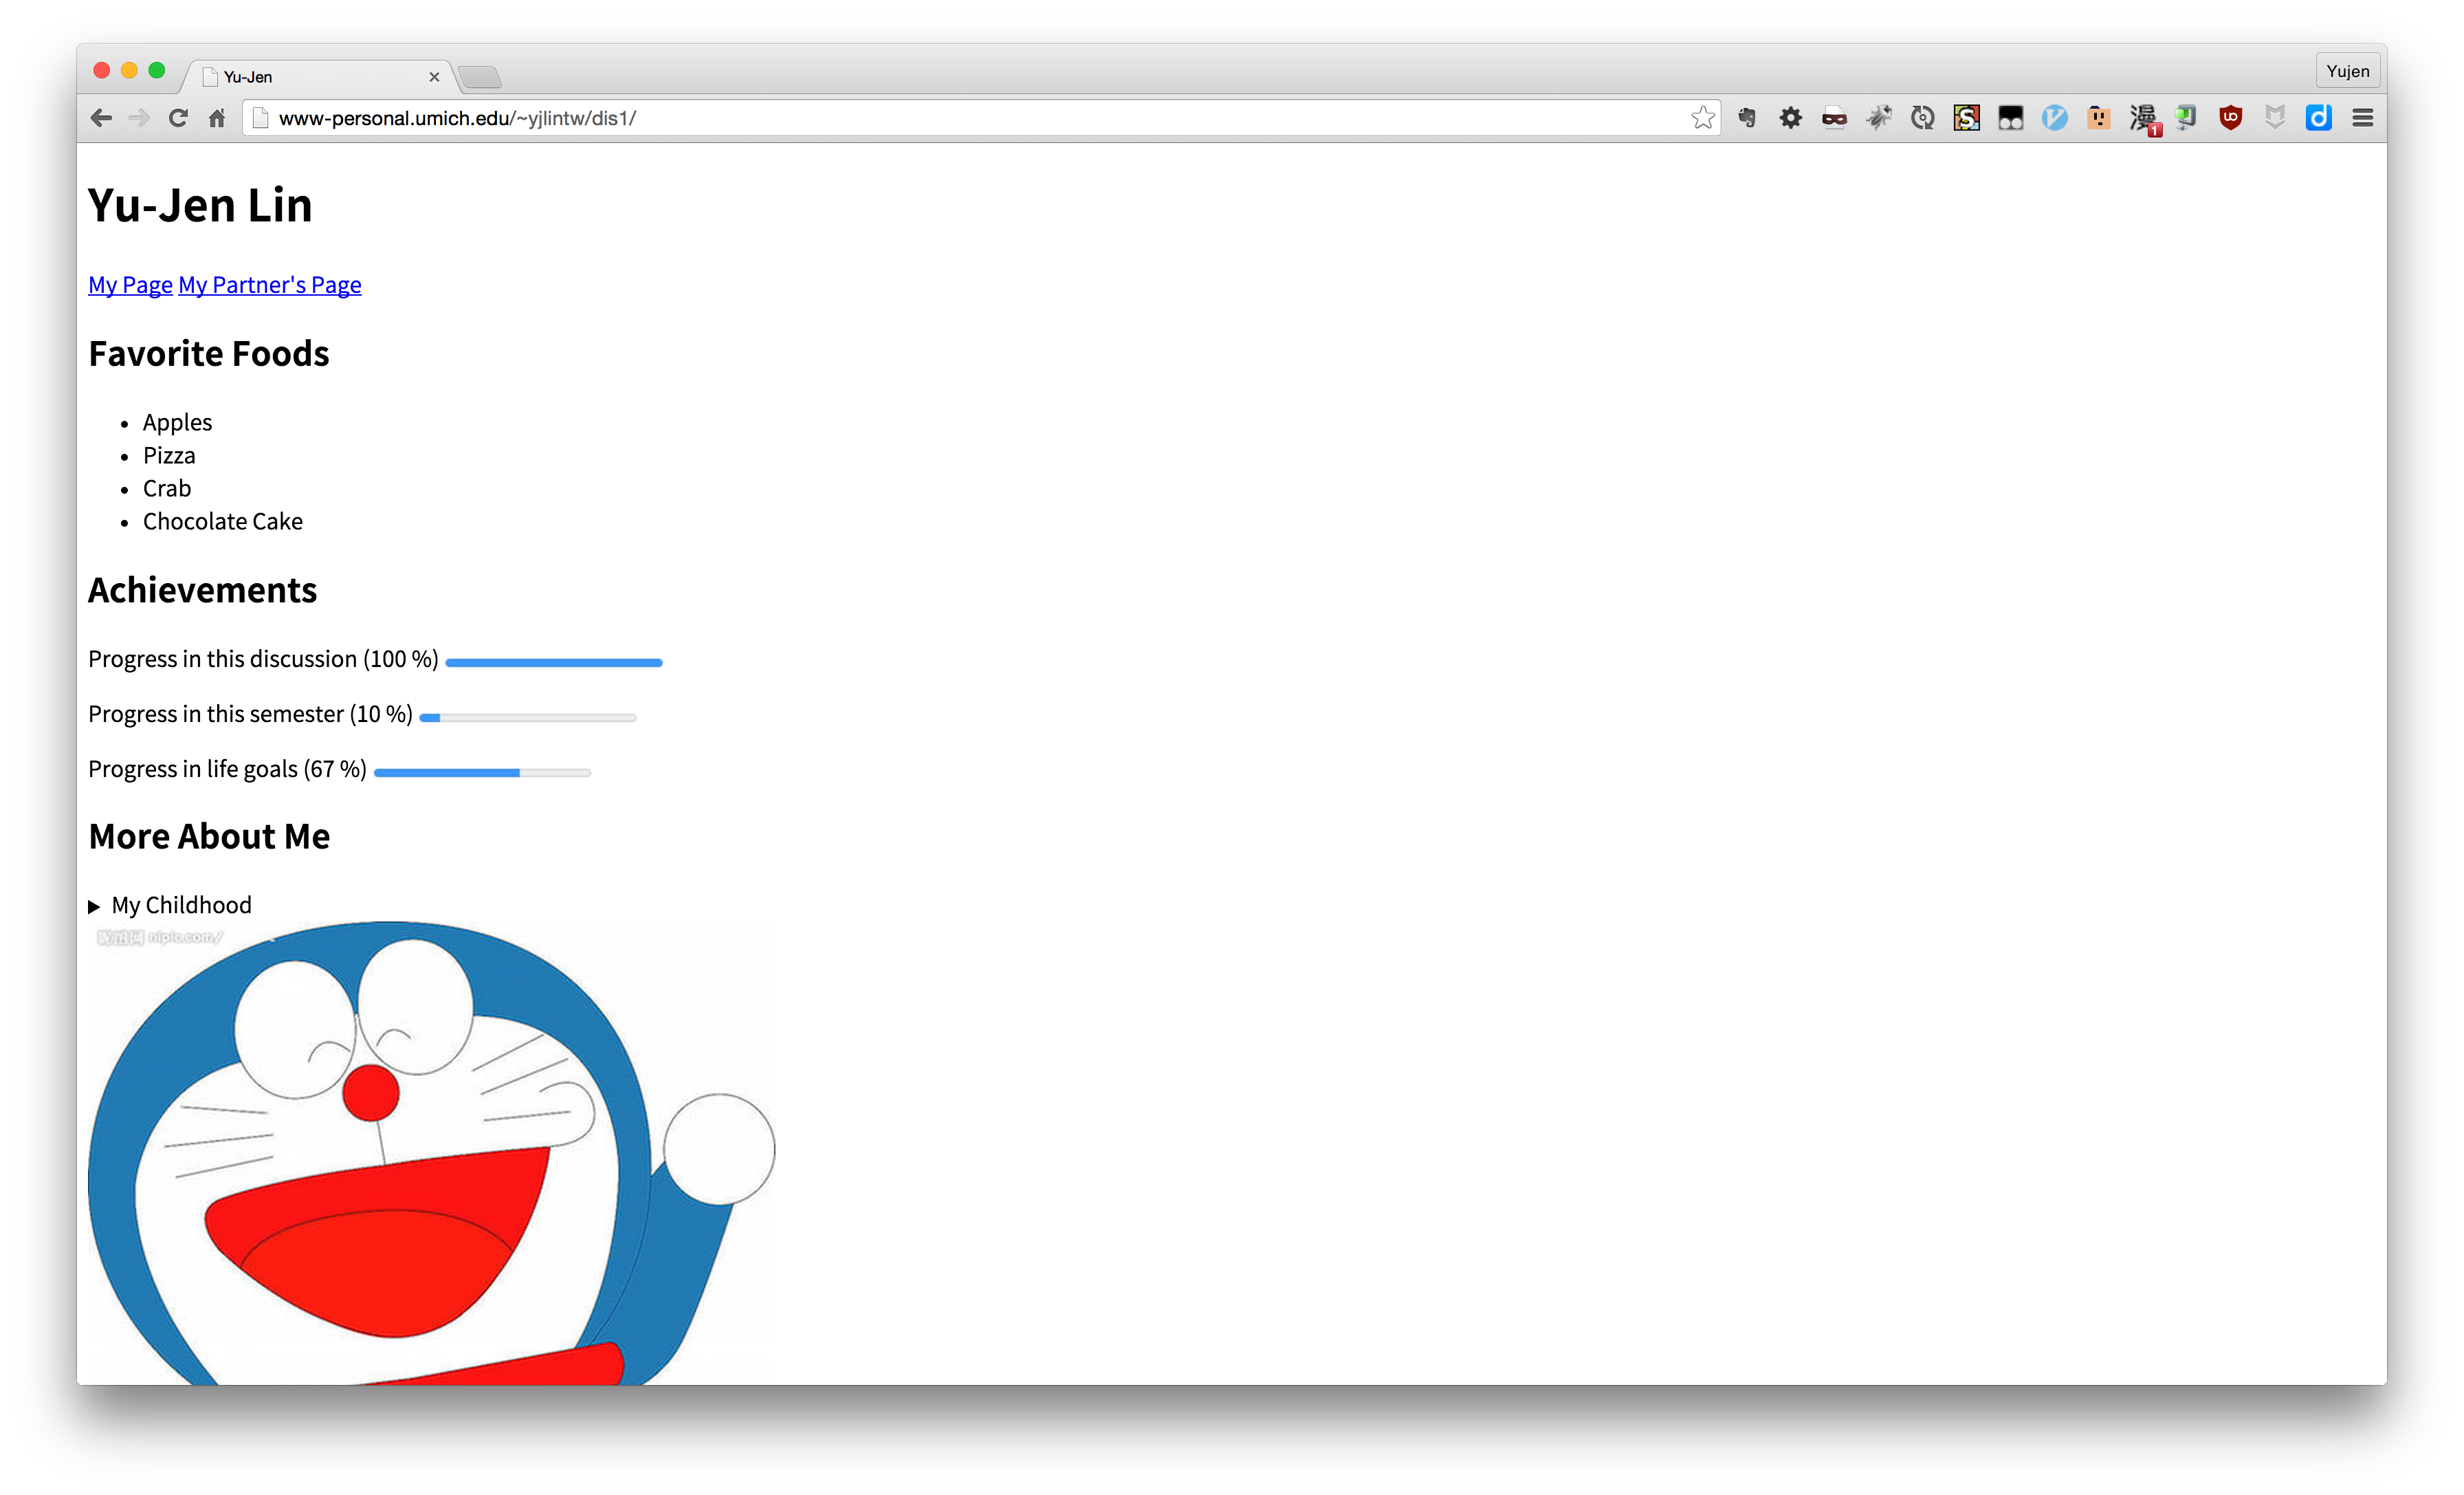 Yu-Jen
Yujen
www-personal.umich.edu/~yjlintw/dis1/
1
Yu-Jen Lin
My Page My Partner's Page
Favorite Foods
Apples
Pizza
Crab
Chocolate Cake
Achievements
Progress in this discussion (100 %)
Progress in this semester (10 %)
Progress in life goals (67 %)
More About Me
My Childhood
nipic.com/